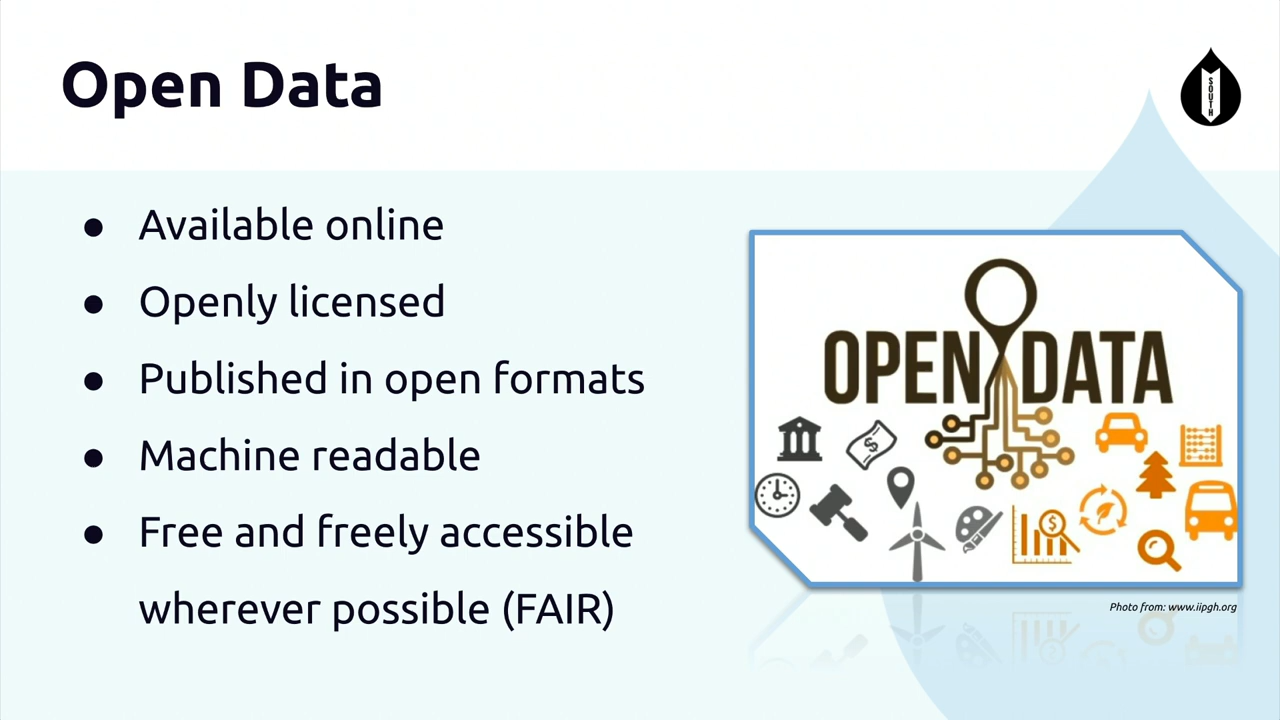 Open Data
SOUTH
● Available online
● Openly licensed
● Published in open formats
● Machine readable
● Free and freely accessible
wherever possible (FAIR)
OPEN DATA
$
$
Photo from: www.iipgh.org